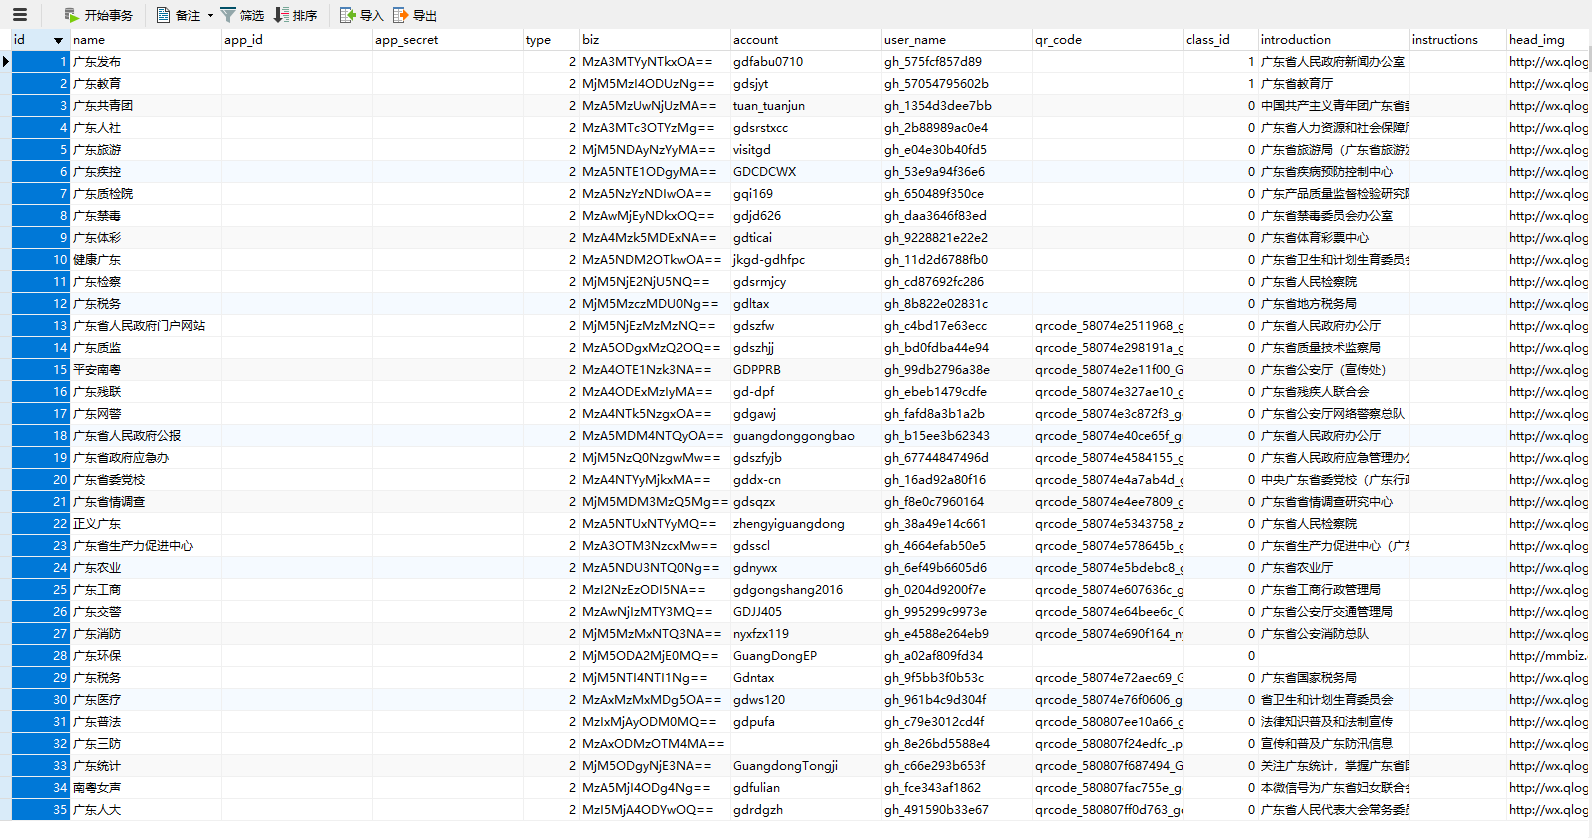 开始事务 备注 筛选 排序 导入 导出
id name app_id app_secret type biz account user_name qr_code class_id introduction instructions head_img
1 广东发布 2 MzA3MTYyNTkxOA== gdfabu0710 gh_575fcf857d89 1 广东省人民政府新闻办公室 http://wx.qlog
2 广东教育 2 MjM5MzI4ODUzNg== gdsjyt gh_57054795602b 1 广东省教育厅 http://wx.qlog
3 广东共青团 2 MzA5MzUwNjUzMA== tuan_tuanjun gh_1354d3dee7bb 0 中国共产主义青年团广东省委 http://wx.qlog
4 广东人社 2 MzA3MTc3OTYzMg== gdsrstxcc gh_2b88989ac0e4 0 广东省人力资源和社会保障厅 http://wx.qlog
5 广东旅游 2 MjM5NDAyNzYyMA== visitgd gh_e04e30b40fd5 0 广东省旅游局（广东省旅游发 http://wx.qlog
6 广东疾控 2 MzA5NTE1ODgyMA== GDCDCWX gh_53e9a94f36e6 0 广东省疾病预防控制中心 http://wx.qlog
7 广东质检院 2 MzA5NzYzNDIwOA== gqi169 gh_650489f350ce 0 广东产品质量监督检验研究院 http://wx.qlog
8 广东禁毒 2 MzAwMjEyNDkxOQ== gdjd626 gh_daa3646f83ed 0 广东省禁毒委员会办公室 http://wx.qlog
9 广东体彩 2 MzA4Mzk5MDExNA== gdticai gh_9228821e22e2 0 广东省体育彩票中心 http://wx.qlog
10 健康广东 2 MzA5NDM2OTkwOA== jkgd-gdhfpc gh_11d2d6788fb0 0 广东省卫生和计划生育委员会 http://wx.qlog
11 广东检察 2 MjM5NjE2NjU5NQ== gdsrmjcy gh_cd87692fc286 0 广东省人民检察院 http://wx.qlog
12 广东税务 2 MjM5MzczMDU0Ng== gdltax gh_8b822e02831c 0 广东省地方税务局 http://wx.qlog
13 广东省人民政府门户网站 2 MjM5NjEzMzMzNQ== gdszfw gh_c4bd17e63ecc qrcode_58074e2511968_g 0 广东省人民政府办公厅 http://wx.qlog
14 广东质监 2 MzA5ODgxMzQ2OQ== gdszhjj gh_bd0fdba44e94 qrcode_58074e298191a_g 0 广东省质量技术监察局 http://wx.qlog
15 平安南粤 2 MzA4OTE1Nzk3NA== GDPPRB gh_99db2796a38e qrcode_58074e2e11f00_G 0 广东省公安厅（宣传处） http://wx.qlog
16 广东残联 2 MzA4ODExMzIyMA== gd-dpf gh_ebeb1479cdfe qrcode_58074e327ae10_g 0 广东省残疾人联合会 http://wx.qlog
17 广东网警 2 MzA4NTk5NzgxOA== gdgawj gh_fafd8a3b1a2b qrcode_58074e3c872f3_g 0 广东省公安厅网络警察总队 http://wx.qlog
18 广东省人民政府公报 2 MzA5MDM4NTQyOA== guangdonggongbao gh_b15ee3b62343 qrcode_58074e40ce65f_g 0 广东省人民政府办公厅 http://wx.qlog
19 广东省政府应急办 2 MjM5NzQ0NzgwMw== gdszfyjb gh_67744847496d qrcode_58074e4584155_g 0 广东省人民政府应急管理办公 http://wx.qlog
20 广东省委党校 2 MzA4NTYyMjkxMA== gddx-cn gh_16ad92a80f16 qrcode_58074e4a7ab4d_g 0 中央广东省委党校（广东行政 http://wx.qlog
21 广东省情调查 2 MjM5MDM3MzQ5Mg== gdsqzx gh_f8e0c7960164 qrcode_58074e4ee7809_g 0 广东省省情调查研究中心 http://wx.qlog
22 正义广东 2 MzA5NTUxNTYyMQ== zhengyiguangdong gh_38a49e14c661 qrcode_58074e5343758_z 0 广东省人民检察院 http://wx.qlog
23 广东省生产力促进中心 2 MzA3OTM3NzcxMw== gdsscl gh_4664efab50e5 qrcode_58074e578645b_g 0 广东省生产力促进中心（广东 http://wx.qlog
24 广东农业 2 MzA5NDU3NTQ0Ng== gdnywx gh_6ef49b6605d6 qrcode_58074e5bdebc8_g 0 广东省农业厅 http://wx.qlog
25 广东工商 2 MzI2NzEzODI5NA== gdgongshang2016 gh_0204d9200f7e qrcode_58074e607636c_g 0 广东省工商行政管理局 http://wx.qlog
26 广东交警 2 MzAwNjIzMTY3MQ== GDJJ405 gh_995299c9973e qrcode_58074e64bee6c_G 0 广东省公安厅交通管理局 http://wx.qlog
27 广东消防 2 MjM5MzMxNTQ3NA== nyxfzx119 gh_e4588e264eb9 qrcode_58074e690f164_ny 0 广东省公安消防总队 http://wx.qlog
28 广东环保 2 MjM5ODA2MjE0MQ== GuangDongEP gh_a02af809fd34 0 http://mmbiz.
29 广东税务 2 MjM5NTI4NTI1Ng== Gdntax gh_9f5bb3f0b53c qrcode_58074e72aec69_G 0 广东省国家税务局 http://wx.qlog
30 广东医疗 2 MzAxMzMxMDg5OA== gdws120 gh_961b4c9d304f qrcode_58074e76f0606_g 0 省卫生和计划生育委员会 http://wx.qlog
31 广东普法 2 MzIxMjAyODM0MQ== gdpufa gh_c79e3012cd4f qrcode_580807ee10a66_g 0 法律知识普及和法制宣传 http://wx.qlog
32 广东三防 2 MzAxODMzOTM4MA== gh_8e26bd5588e4 qrcode_580807f24edfc_.p 0 宣传和普及广东防汛信息 http://wx.qlog
33 广东统计 2 MjM5ODgyNjE3NA== GuangdongTongji gh_c66e293b653f qrcode_580807f687494_G 0 关注广东统计，掌握广东省国 http://wx.qlog
34 南粤女声 2 MzA5MjI4ODg4Ng== gdfulian gh_fce343af1862 qrcode_580807fac755e_g 0 本微信号为广东省妇女联合会 http://wx.qlog
35 广东人大 2 MzI5MjA4ODYwOQ== gdrdgzh gh_491590b33e67 qrcode_580807ff0d763_g 0 广东省人民代表大会常务委员 http://wx.qlog